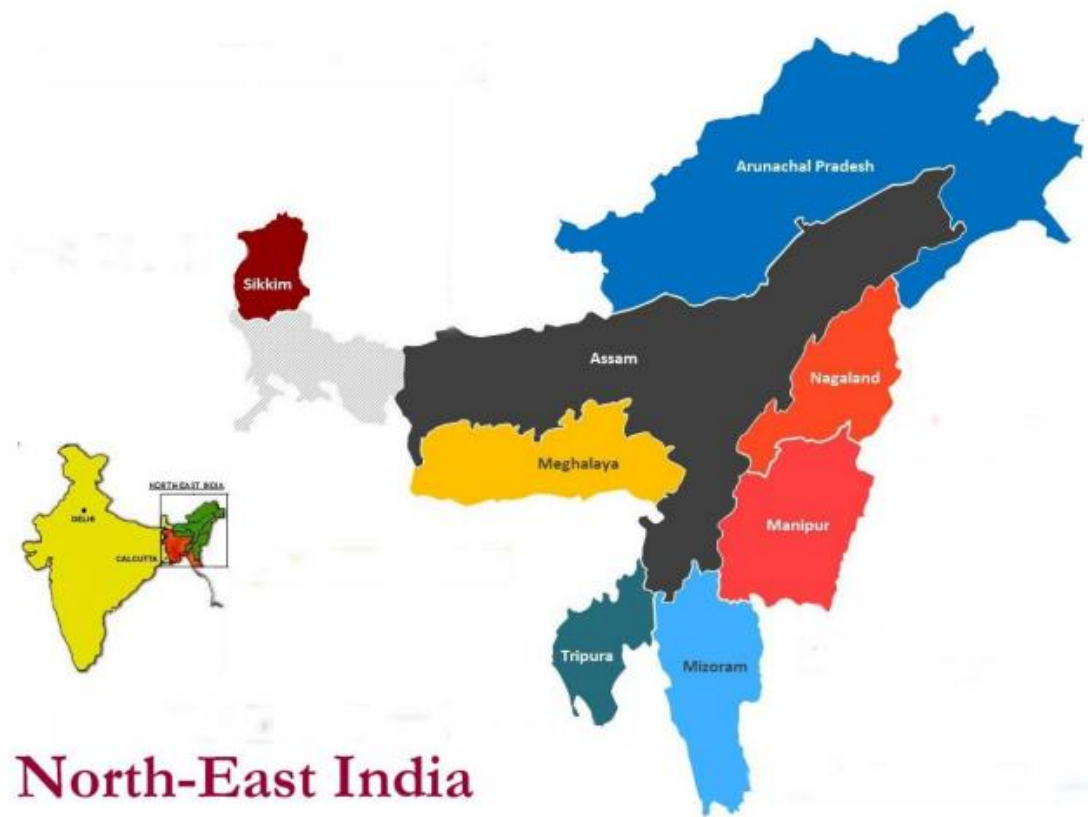 Arunachal Pradesh
Sikkim
Assam
Nagaland
Meghalaya
NORTH-EAST INDIA
DELHI
Manipur
CALCUTTA
Tripura
Mizoram
North-East India